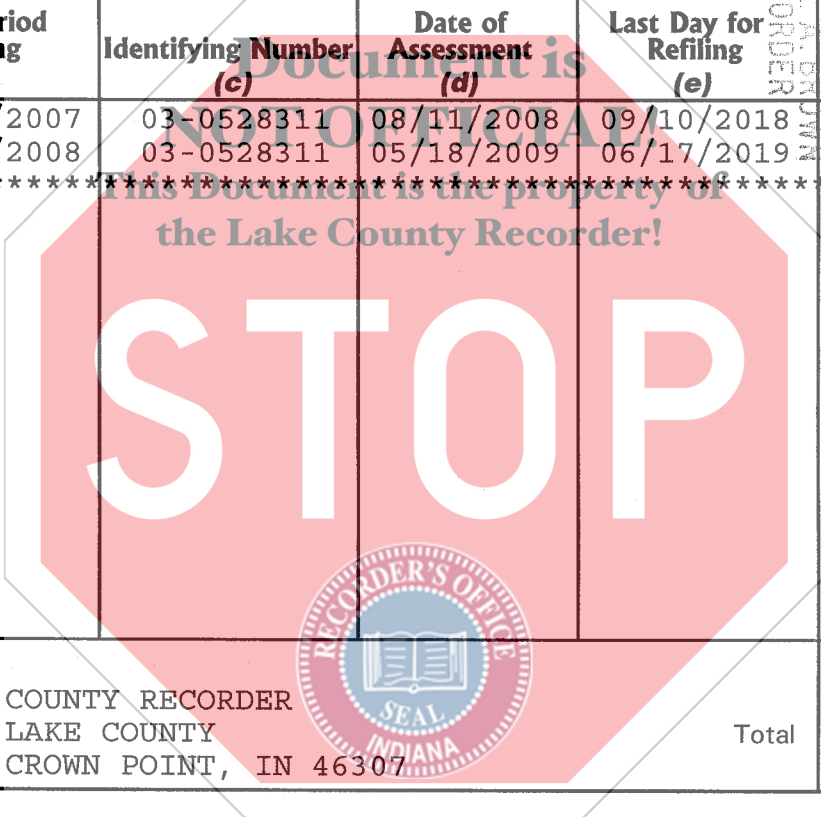 riod
ng
Identifying Number
(c)
Date of
Assessment
(d)
Last Day for
Refiling
(e)
/2007 03-0528311 08/11/2008 09/10/2018
/2008 03-0528311 05/18/2009 06/17/2019
Document is
NOT OFFICIAL!
This Document is the property of
the Lake County Recorder!
STOP
RECORDER'S OFFICE
SEAL
INDIANA
COUNTY RECORDER
LAKE COUNTY
CROWN POINT, IN 46307
Total